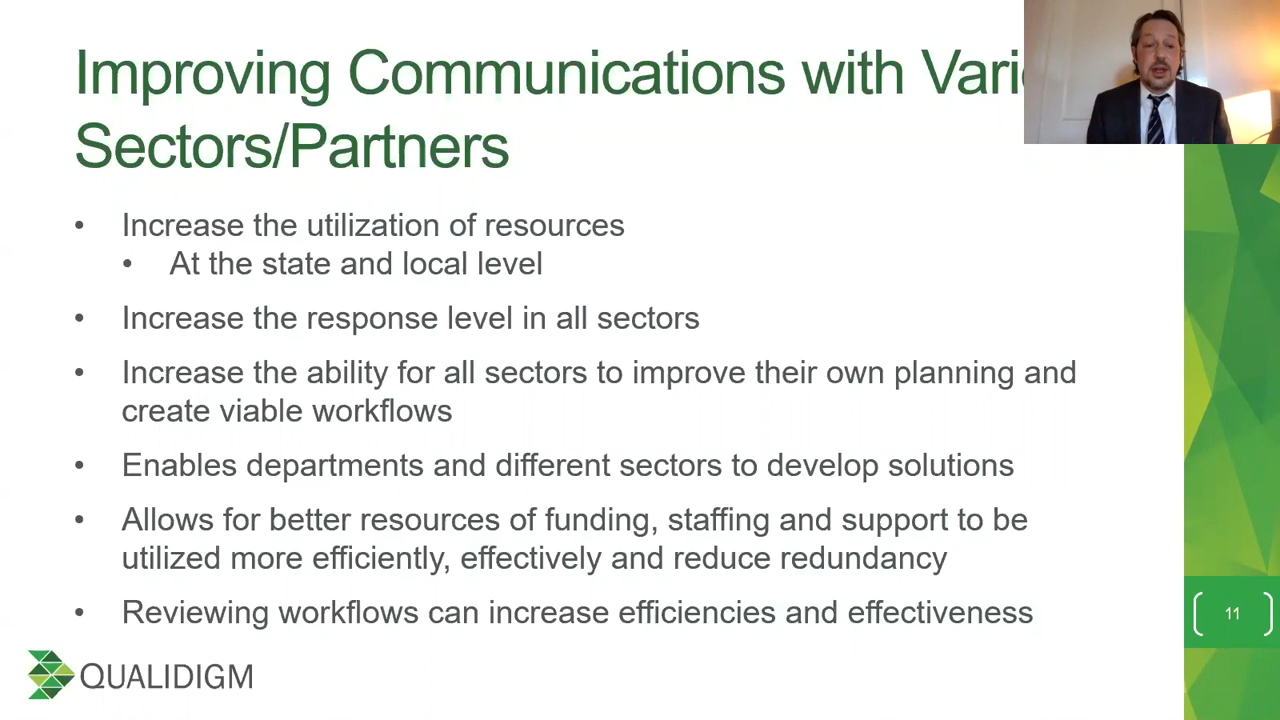 Improving Communications with
Sectors/Partners
• Increase the utilization of resources
• At the state and local level
• Increase the response level in all sectors
• Increase the ability for all sectors to improve their own planning and
create viable workflows
• Enables departments and different sectors to develop solutions
• Allows for better resources of funding, staffing and support to be
utilized more efficiently, effectively and reduce redundancy
• Reviewing workflows can increase efficiencies and effectiveness
11
QUALIDIGM